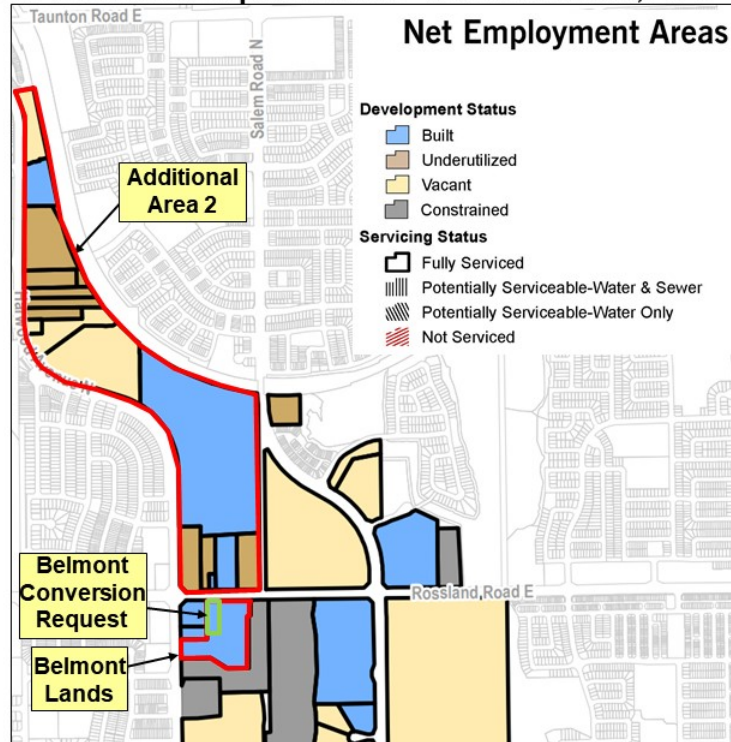 Taunton Road E
Net Employment Areas
Salem Road N
Development Status
Built
Underutilized
Vacant
Constrained
Servicing Status
Fully Serviced
Potentially Serviceable-Water & Sewer
Potentially Serviceable-Water Only
Not Serviced
Additional
Area 2
Belmont
Conversion
Request
Rossland Road E
Belmont
Lands